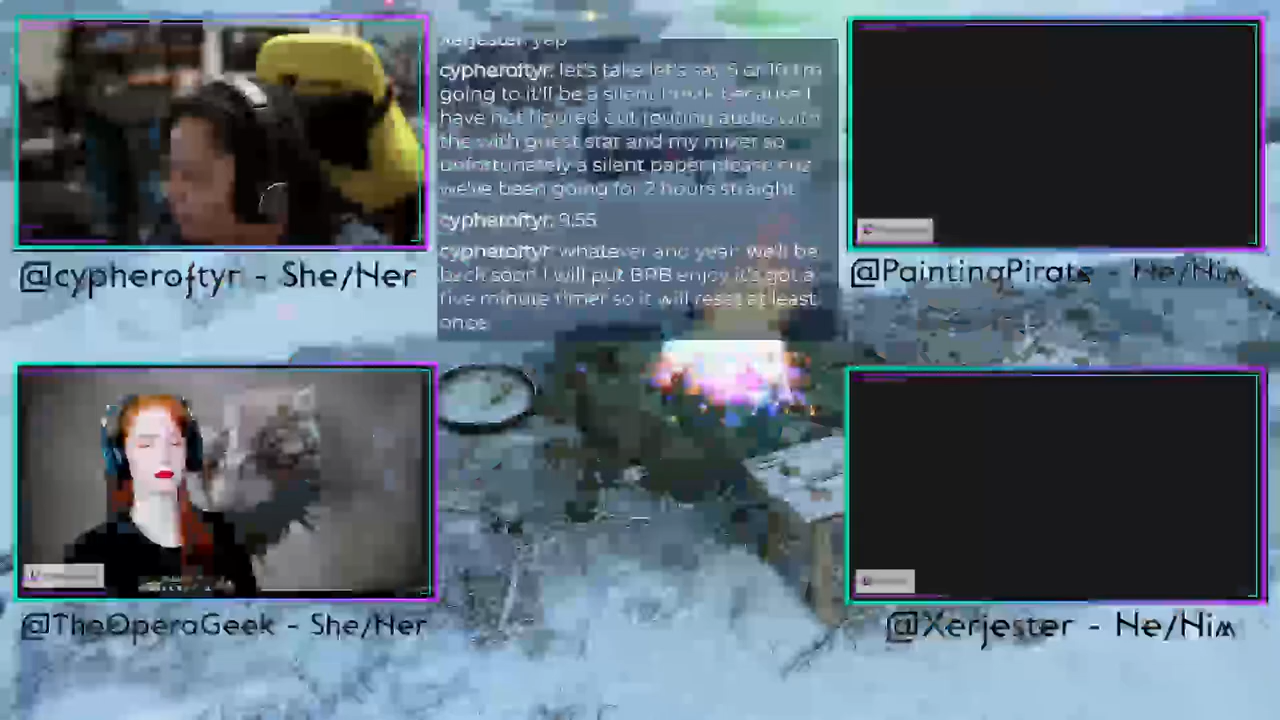 xerjester: yep
cypheroftyr: let's take let's say 5 or 10 I'm
going to it'll be a silent break because I
have not figured out routing audio with
the with guest star and my mixer so
unfortunately a silent paper please cuz
we've been going for 2 hours straight
cypheroftyr: 9:55
cypheroftyr: whatever and yeah we'll be
back soon I will put BRB enjoy it's got a
five minute timer so it will reset at least
once
@cypheroftyr - She/Her
@PaintingPirate - He/Him
@TheOperaGeek - She/Her
@Xerjester - He/Him